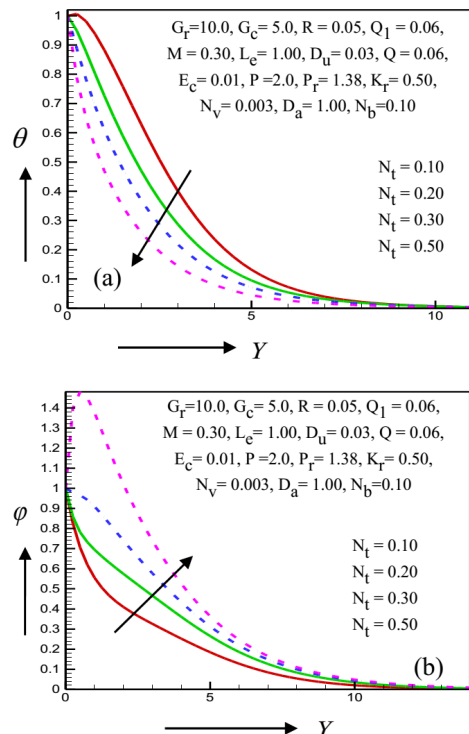 G_r=10.0, G_c= 5.0, R = 0.05, Q_1 = 0.06,
M = 0.30, L_e= 1.00, D_u= 0.03, Q = 0.06,
E_c= 0.01, P =2.0, P_r= 1.38, K_r= 0.50,
N_v= 0.003, D_a= 1.00, N_b=0.10
N_t = 0.10
N_t = 0.20
N_t = 0.30
N_t = 0.50
1
0.9
0.8
0.7
0.6
0.5
0.4
0.3
0.2
0.1
0
θ
(a)
0 5 10
Y
G_r=10.0, G_c= 5.0, R = 0.05, Q_1 = 0.06,
M = 0.30, L_e= 1.00, D_u= 0.03, Q = 0.06,
E_c= 0.01, P =2.0, P_r= 1.38, K_r= 0.50,
N_v= 0.003, D_a= 1.00, N_b=0.10
N_t = 0.10
N_t = 0.20
N_t = 0.30
N_t = 0.50
1.4
1.3
1.2
1.1
1
0.9
0.8
0.7
0.6
0.5
0.4
0.3
0.2
0.1
0
φ
(b)
0 5 10
Y